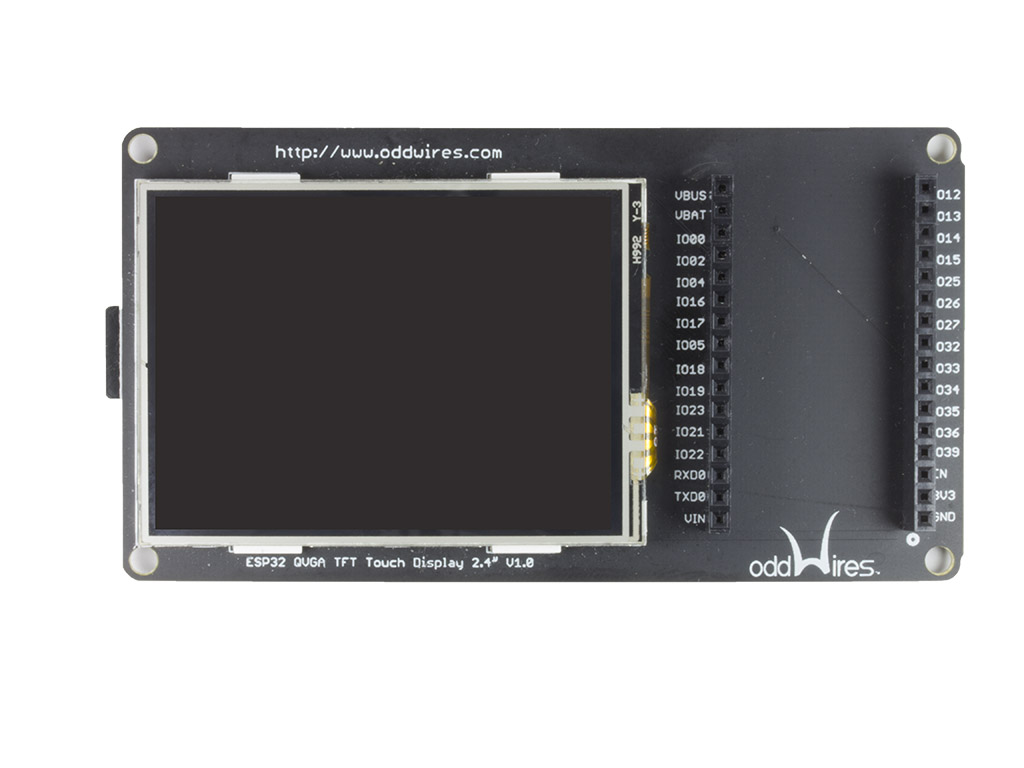 http://www.oddwires.com
H992 Y-3
VBUS
VBAT
IO00
IO02
IO04
IO16
IO17
IO05
IO18
IO19
IO23
IO21
IO22
RXD0
TXD0
VIN
O12
O13
O14
O15
O25
O26
O27
O32
O33
O34
O35
O36
O39
3V3
GND
ESP32 QVGA TFT Touch Display 2.4" V1.0
oddWires™